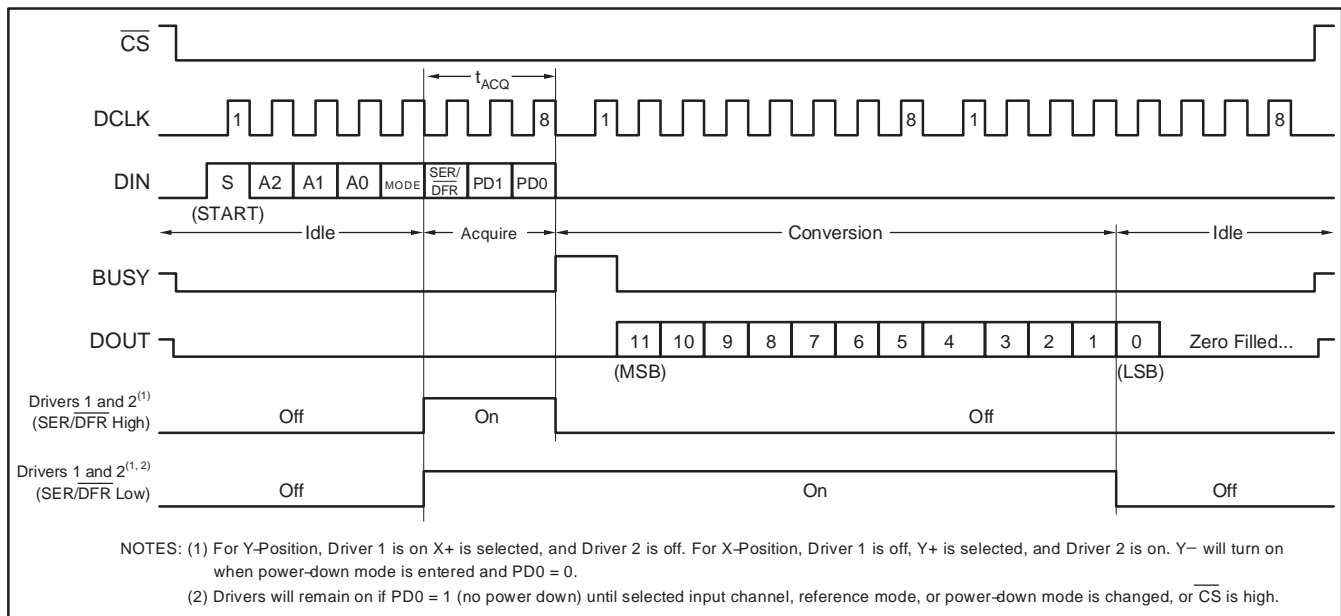 CS
tACQ
DCLK 1 8 1 8 1 8
DIN S A2 A1 A0 MODE SER/DFR PD1 PD0
(START)
Idle Acquire Conversion Idle
BUSY
DOUT 11 10 9 8 7 6 5 4 3 2 1 0 Zero Filled...
(MSB) (LSB)
Drivers 1 and 2(1)
(SER/DFR High)
Off On Off
Drivers 1 and 2(1, 2)
(SER/DFR Low)
Off On Off
NOTES: (1) For Y–Position, Driver 1 is on X+ is selected, and Driver 2 is off. For X–Position, Driver 1 is off, Y+ is selected, and Driver 2 is on. Y– will turn on
when power–down mode is entered and PD0 = 0.
(2) Drivers will remain on if PD0 = 1 (no power down) until selected input channel, reference mode, or power–down mode is changed, or CS is high.